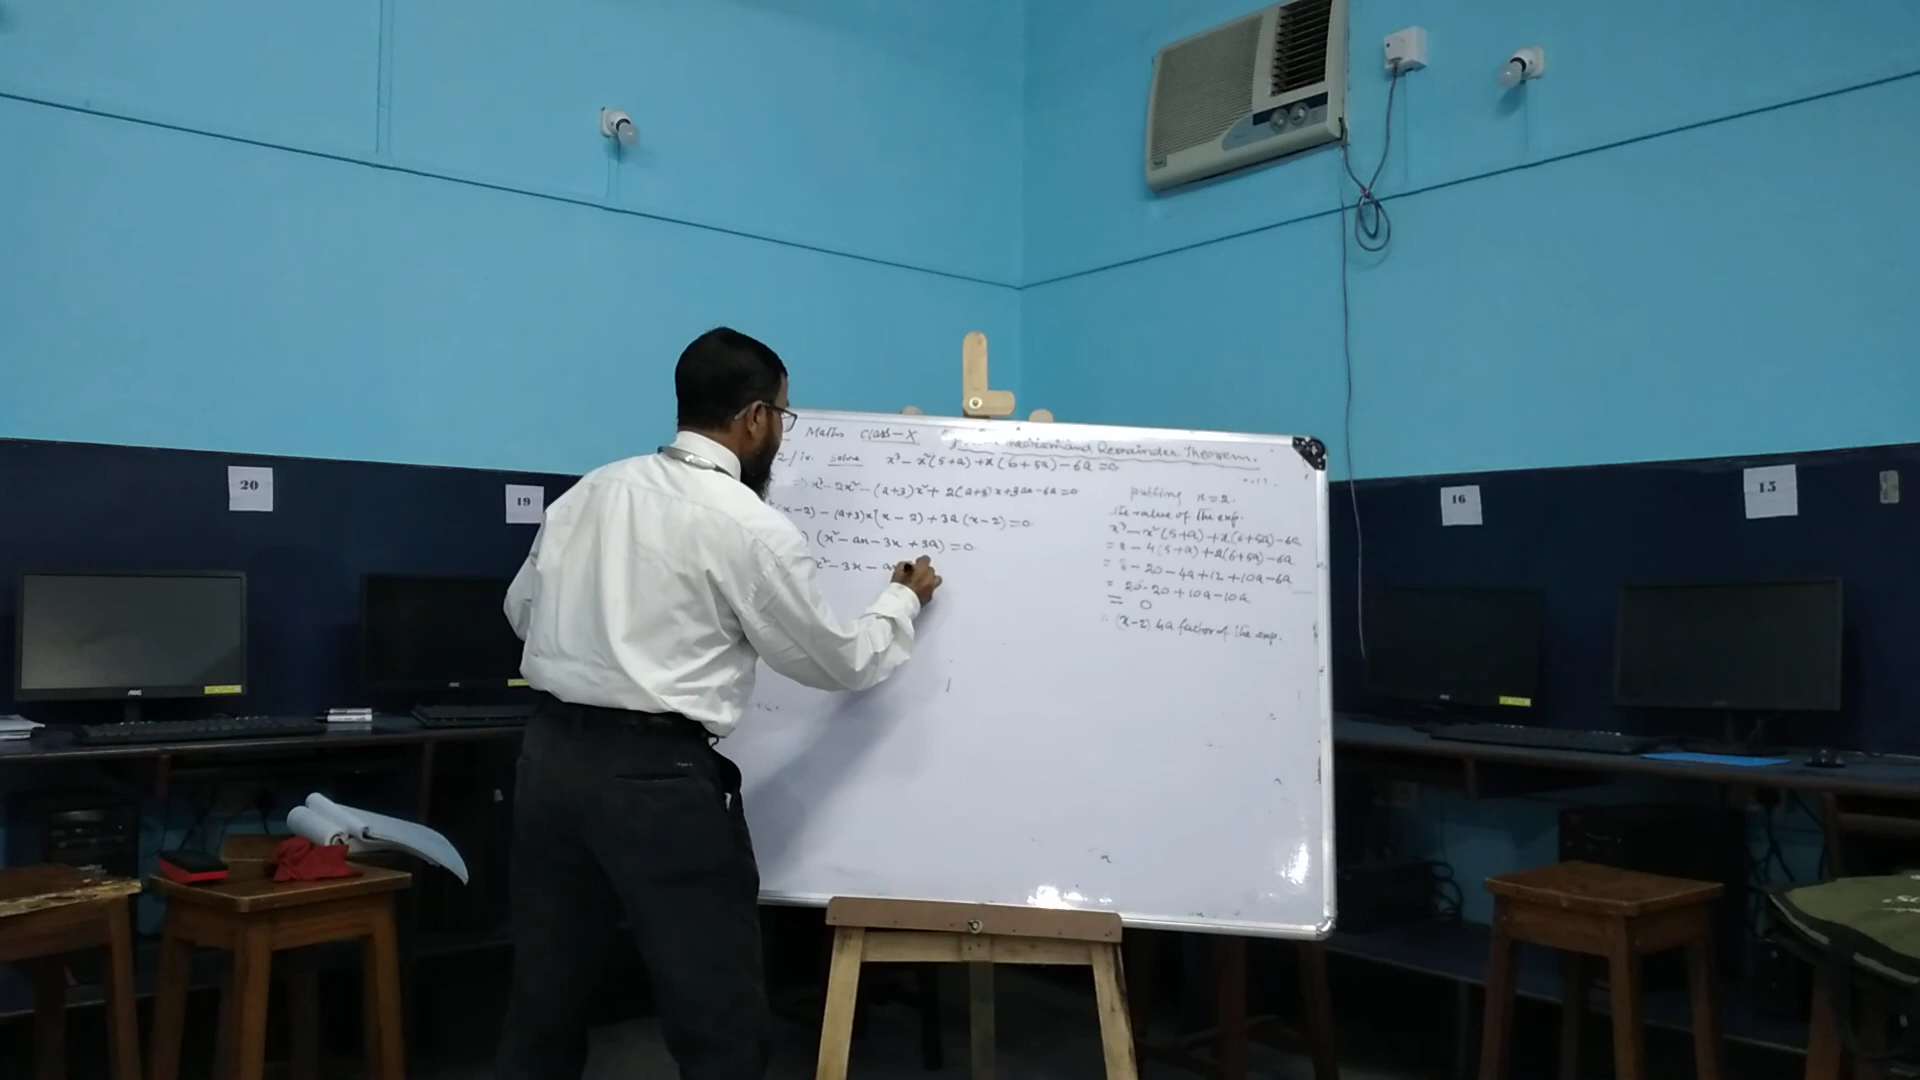 20
19
16
15
Maths Class-X and Remainder Theorem.
2/iv. Solve x³ - x²(5+a) + x(6+5a) - 6a = 0
⇒ x³ - 2x² - (a+3)x² + 2(a+3)x + 3ax - 6a = 0
(x-2) - (a+3)x(x-2) + 3a(x-2) = 0
) (x² - ax - 3x + 3a) = 0
x² - 3x - a
putting x = 2.
the value of the exp.
x³ - x²(5+a) + x(6+5a) - 6a
= 8 - 4(5+a) + 2(6+5a) - 6a
= 8 - 20 - 4a + 12 + 10a - 6a
= 20 - 20 + 10a - 10a
= 0
∴ (x-2) is a factor of the exp.